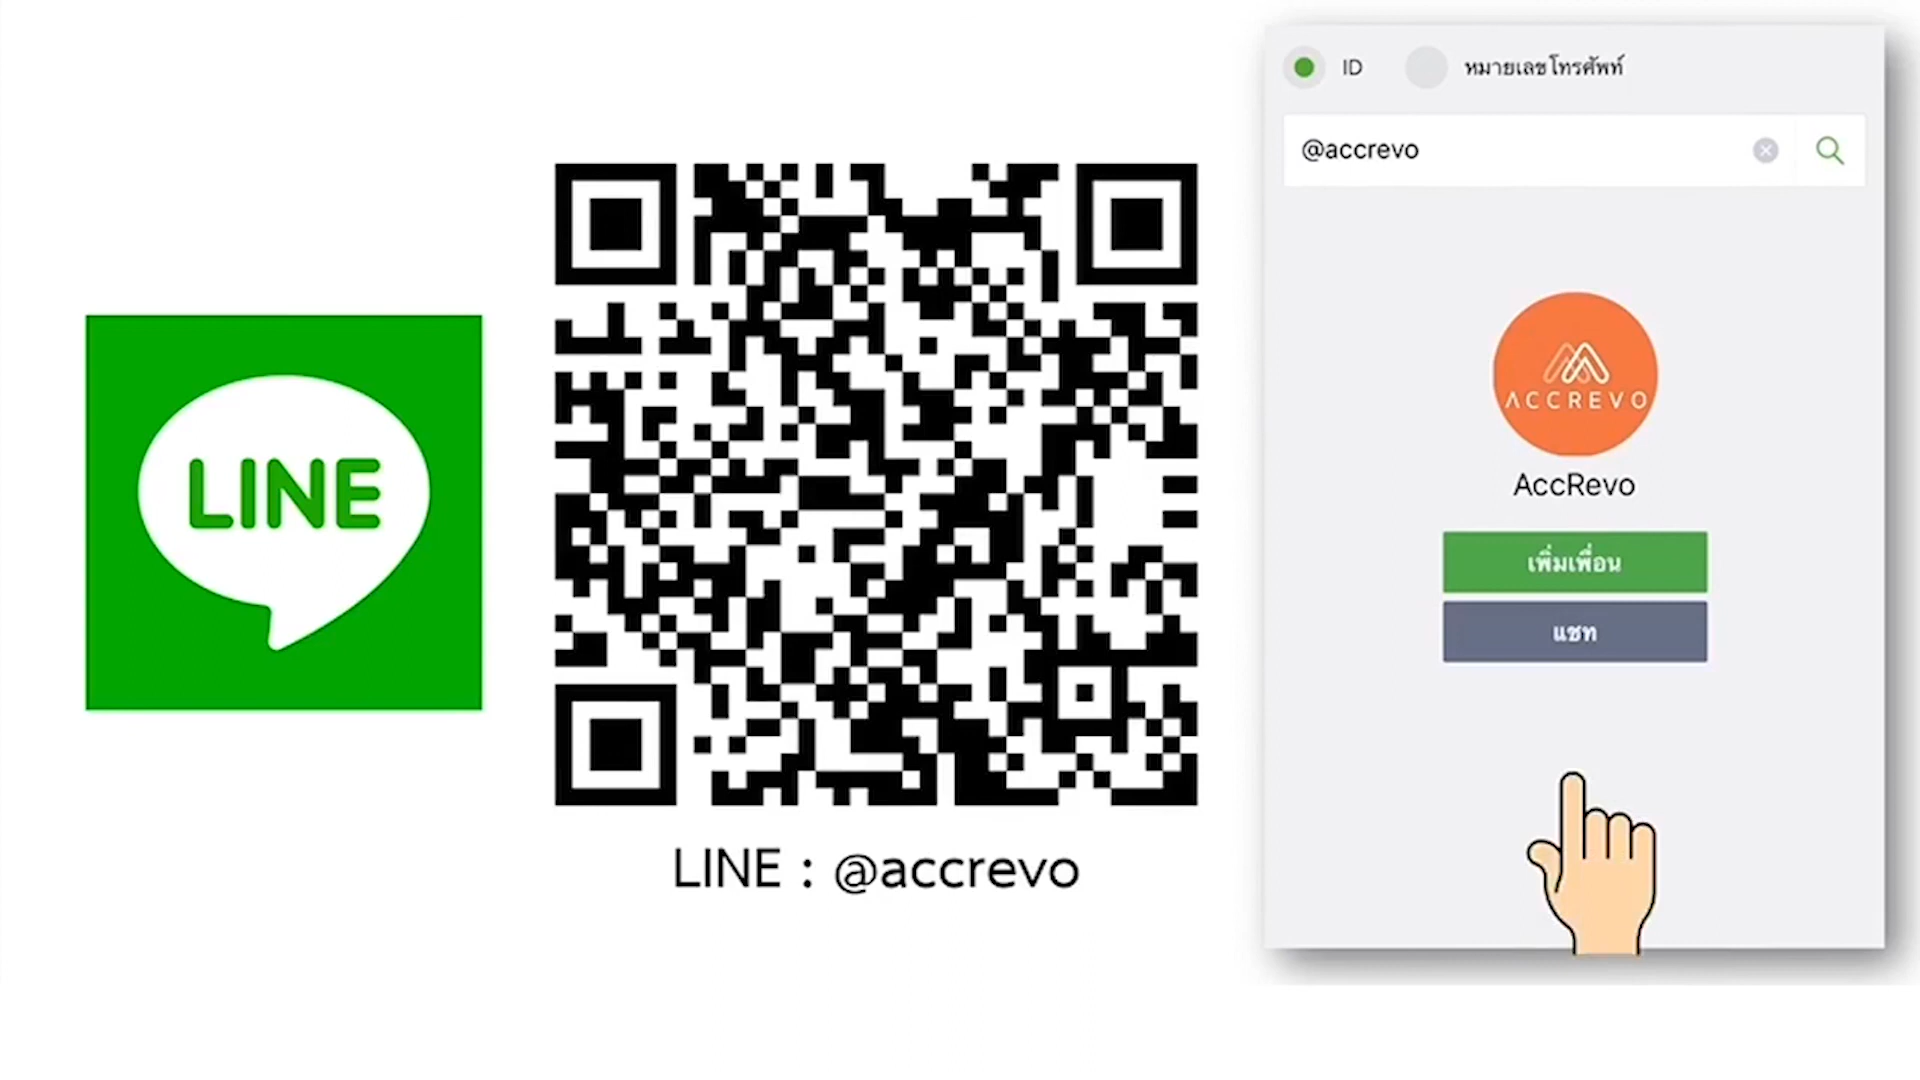 LINE
LINE : @accrevo
ID
หมายเลขโทรศัพท์
@accrevo
ACCREVO
AccRevo
เพิ่มเพื่อน
แชท